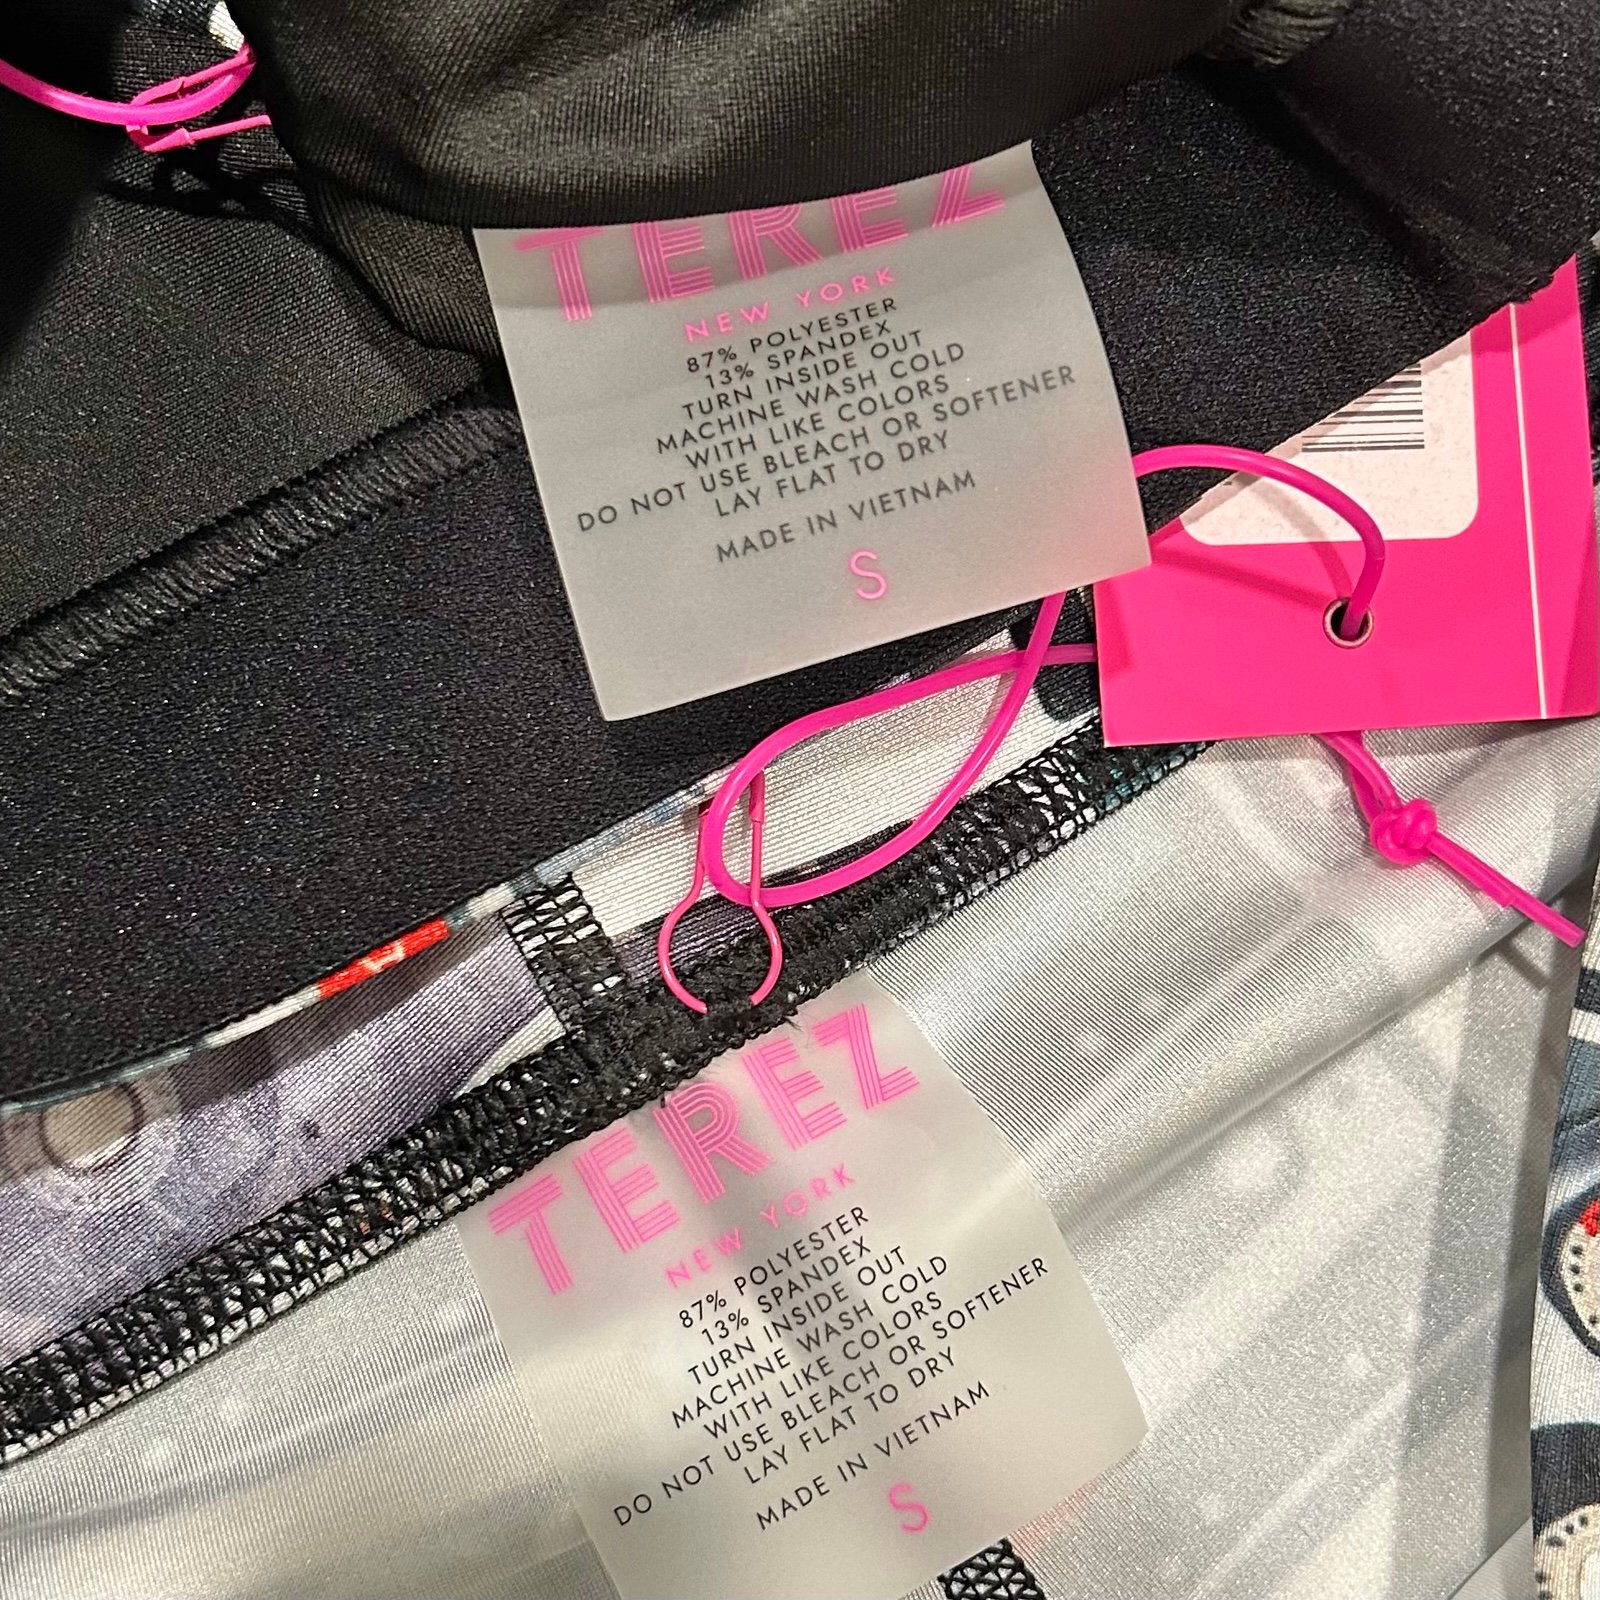 TEREZ
NEW YORK
87% POLYESTER
13% SPANDEX
TURN INSIDE OUT
MACHINE WASH COLD
WITH LIKE COLORS
DO NOT USE BLEACH OR SOFTENER
LAY FLAT TO DRY
MADE IN VIETNAM
S
TEREZ
NEW YORK
87% POLYESTER
13% SPANDEX
TURN INSIDE OUT
MACHINE WASH COLD
WITH LIKE COLORS
DO NOT USE BLEACH OR SOFTENER
LAY FLAT TO DRY
MADE IN VIETNAM
S